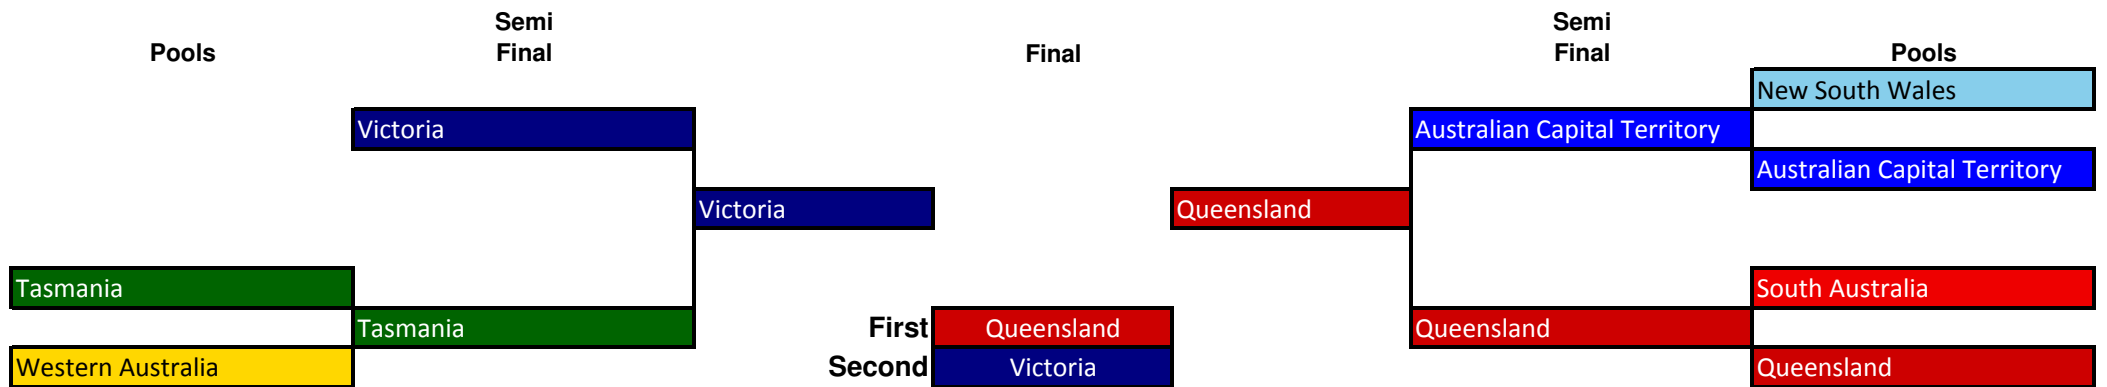 Semi
Semi
Pools
Final
Final
Final
Pools
New South Wales
Victoria
Australian Capital Territory
Australian Capital Territory
Victoria
Queensland
Tasmania
South Australia
Tasmania
First
Queensland
Queensland
Western Australia
Second
Victoria
Queensland